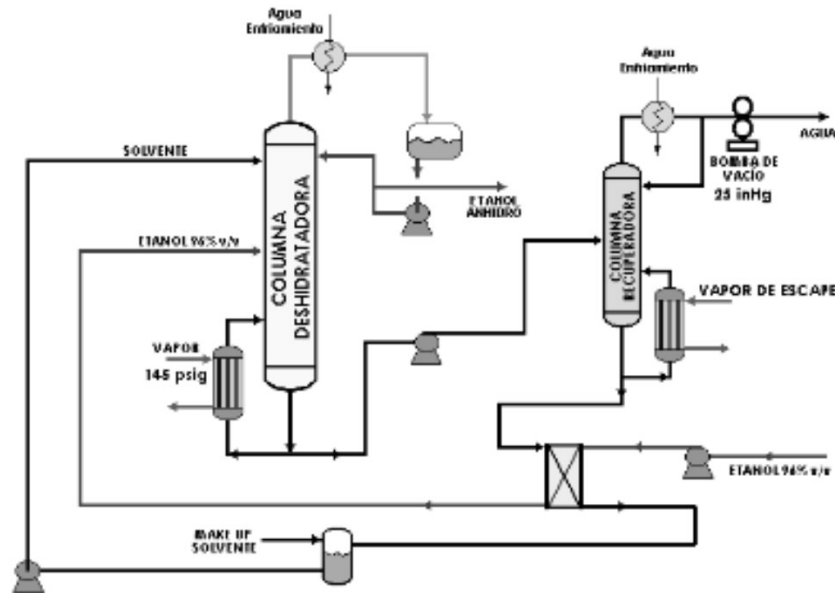 Agua
Enfriamiento
Agua
Enfriamiento
SOLVENTE
AGUA
BOMBA DE
VACÍO
25 inHg
ETANOL
ANHIDRO
ETANOL 96% v/v
COLUMNA
DESHIDRATADORA
COLUMNA
RECUPERADORA
VAPOR DE ESCAPE
VAPOR
145 psig
ETANOL 96% v/v
MAKE UP
SOLVENTE